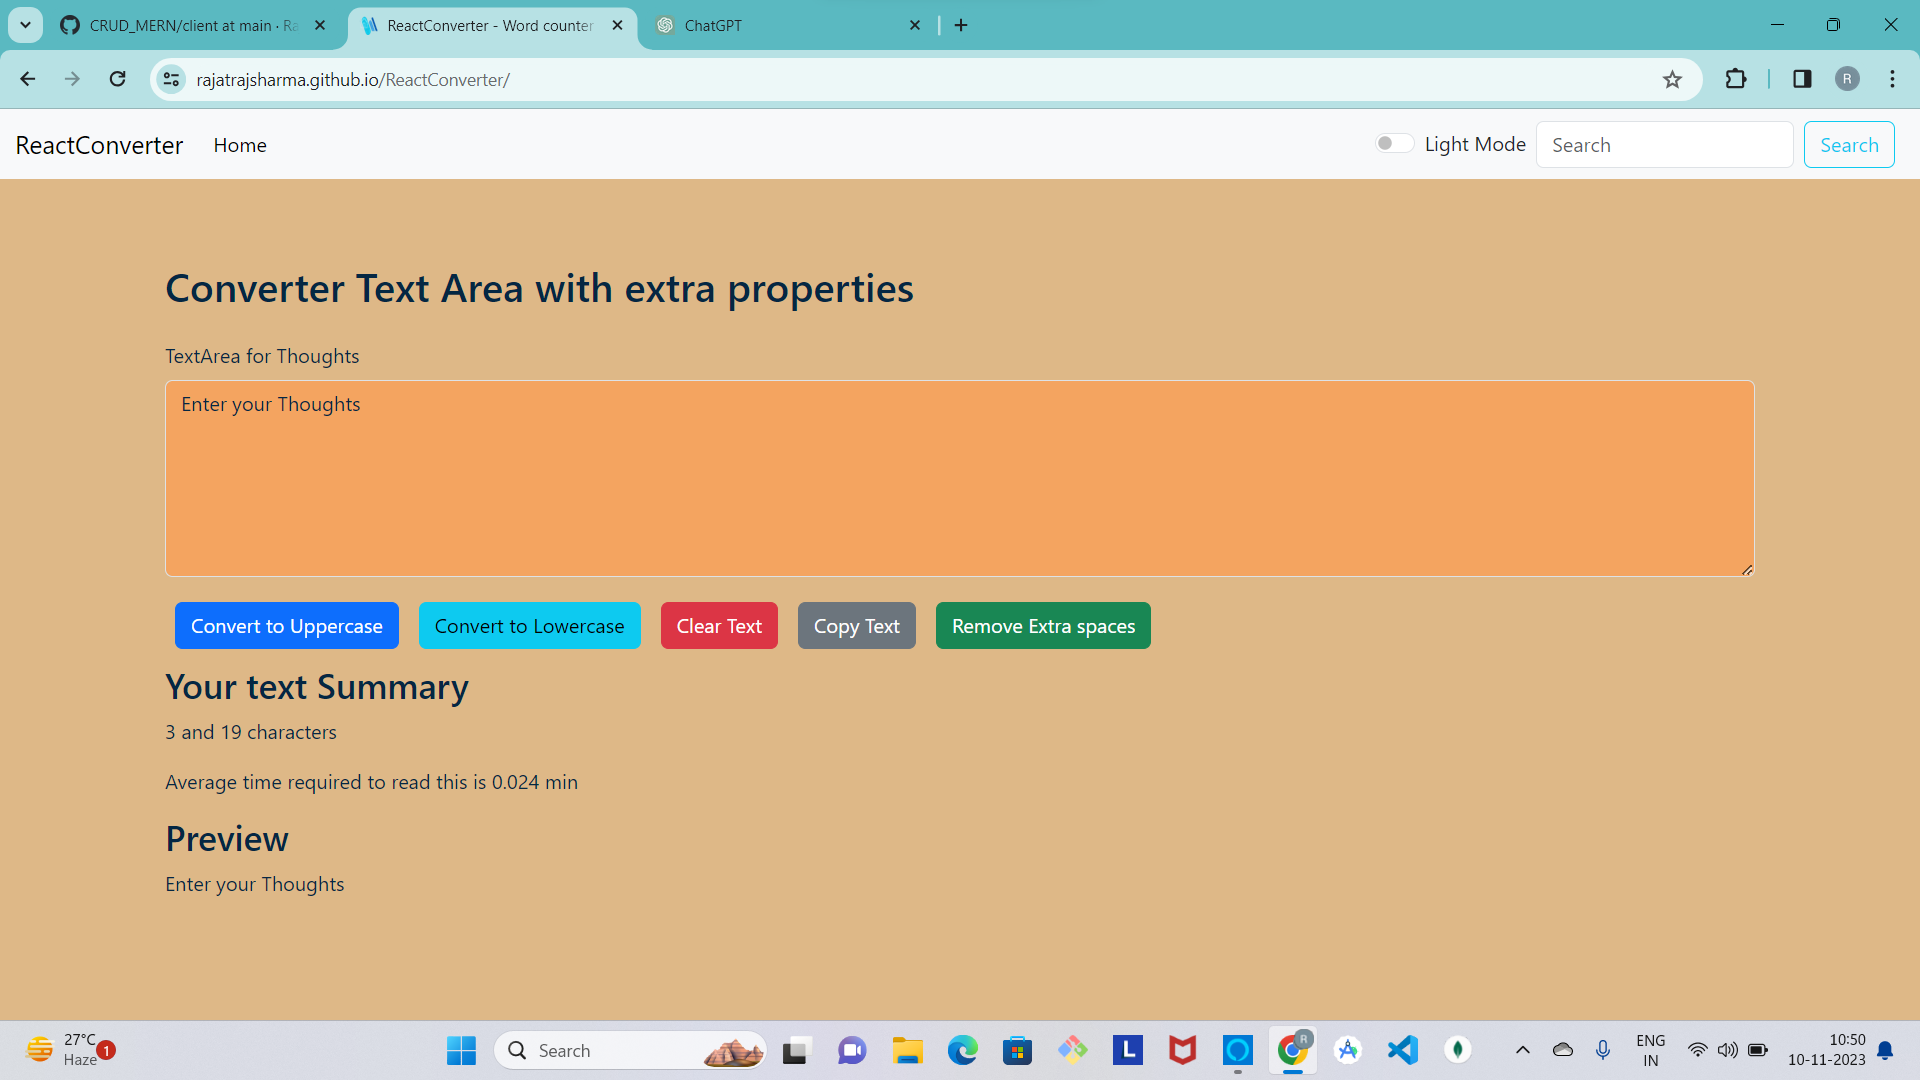 CRUD_MERN/client at main · Ra
ReactConverter - Word counter
ChatGPT
rajatrajsharma.github.io/ReactConverter/
R
ReactConverter
Home
Light Mode
Search
Search
Converter Text Area with extra properties
TextArea for Thoughts
Enter your Thoughts
Convert to Uppercase
Convert to Lowercase
Clear Text
Copy Text
Remove Extra spaces
Your text Summary
3 and 19 characters
Average time required to read this is 0.024 min
Preview
Enter your Thoughts
27°C
Haze
1
Search
L
R
ENG
IN
10:50
10-11-2023